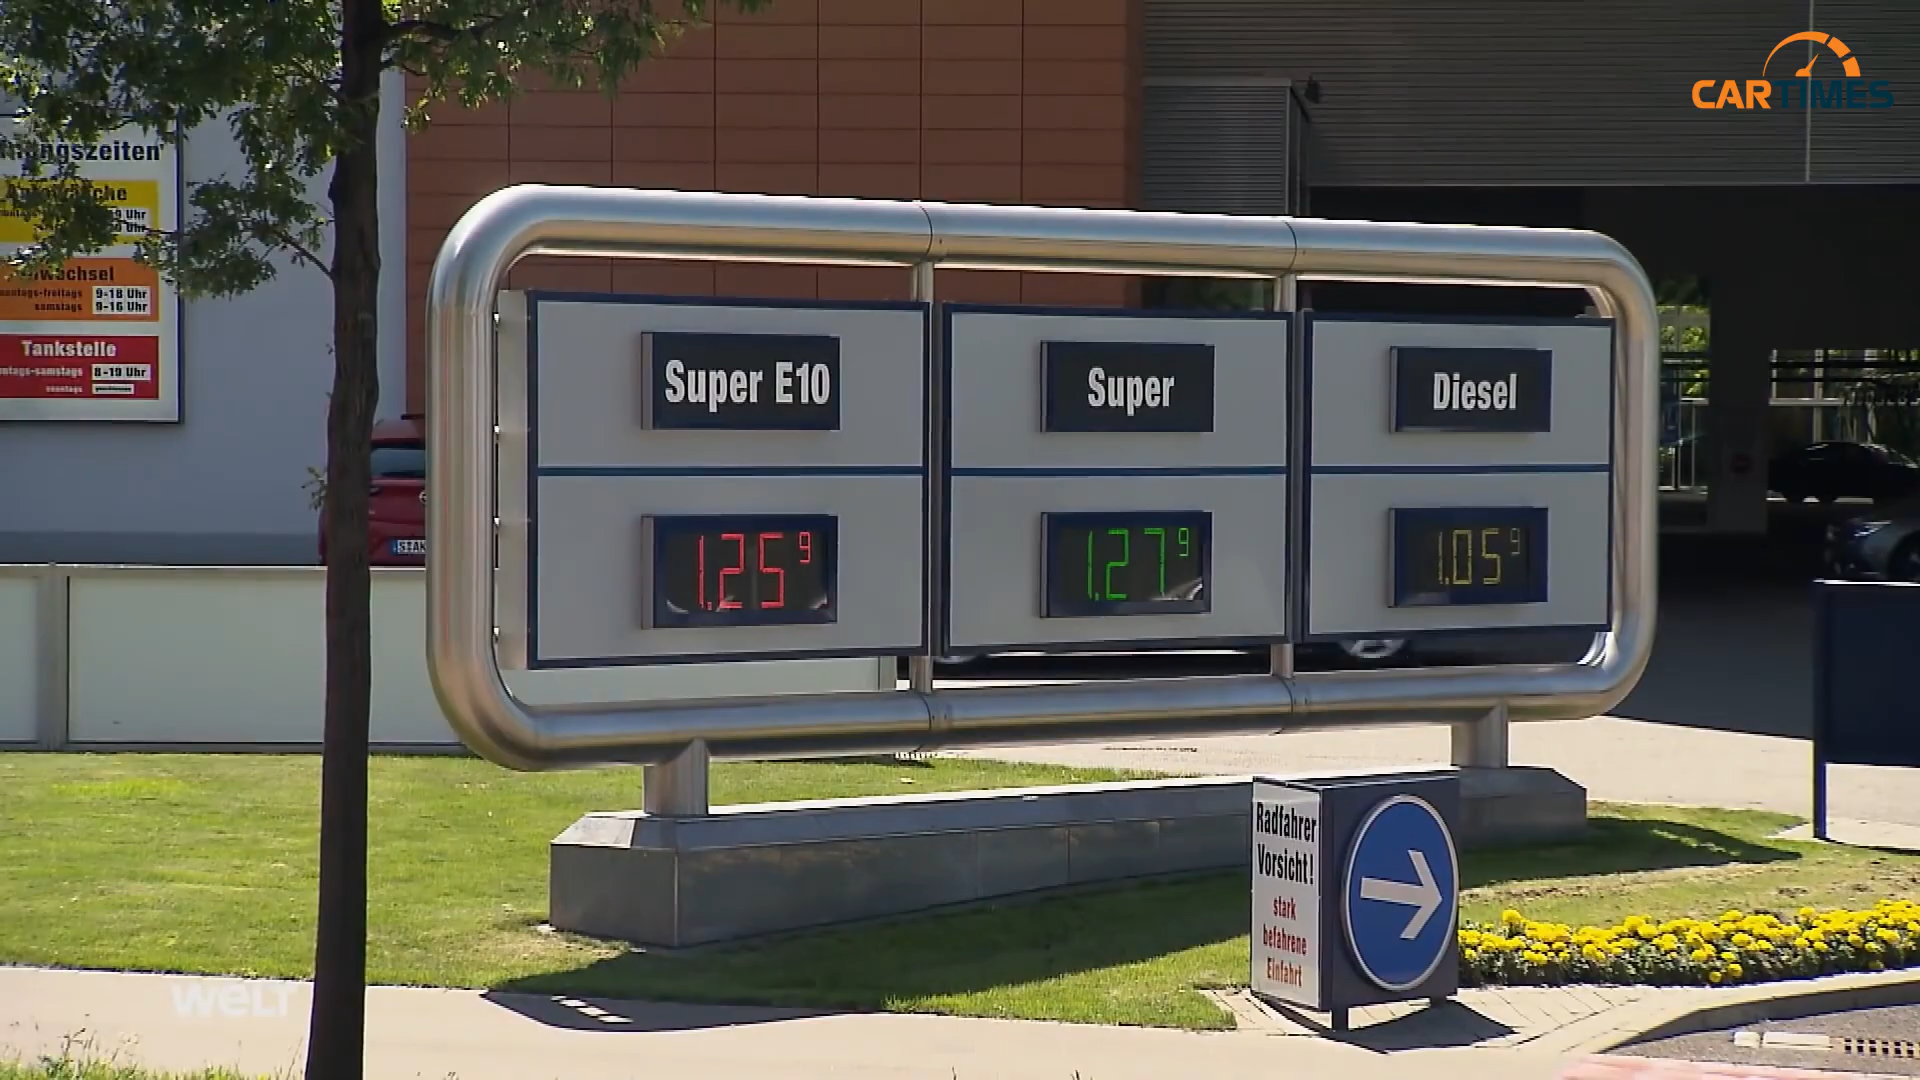 CARTIMES
9-18 Uhr
samstags 9-16 Uhr
Tankstelle
8-19 Uhr
Super E10
Super
Diesel
1.25⁹
1.27⁹
1.05⁹
Radfahrer
Vorsicht!
stark
befahrene
Einfahrt
welt